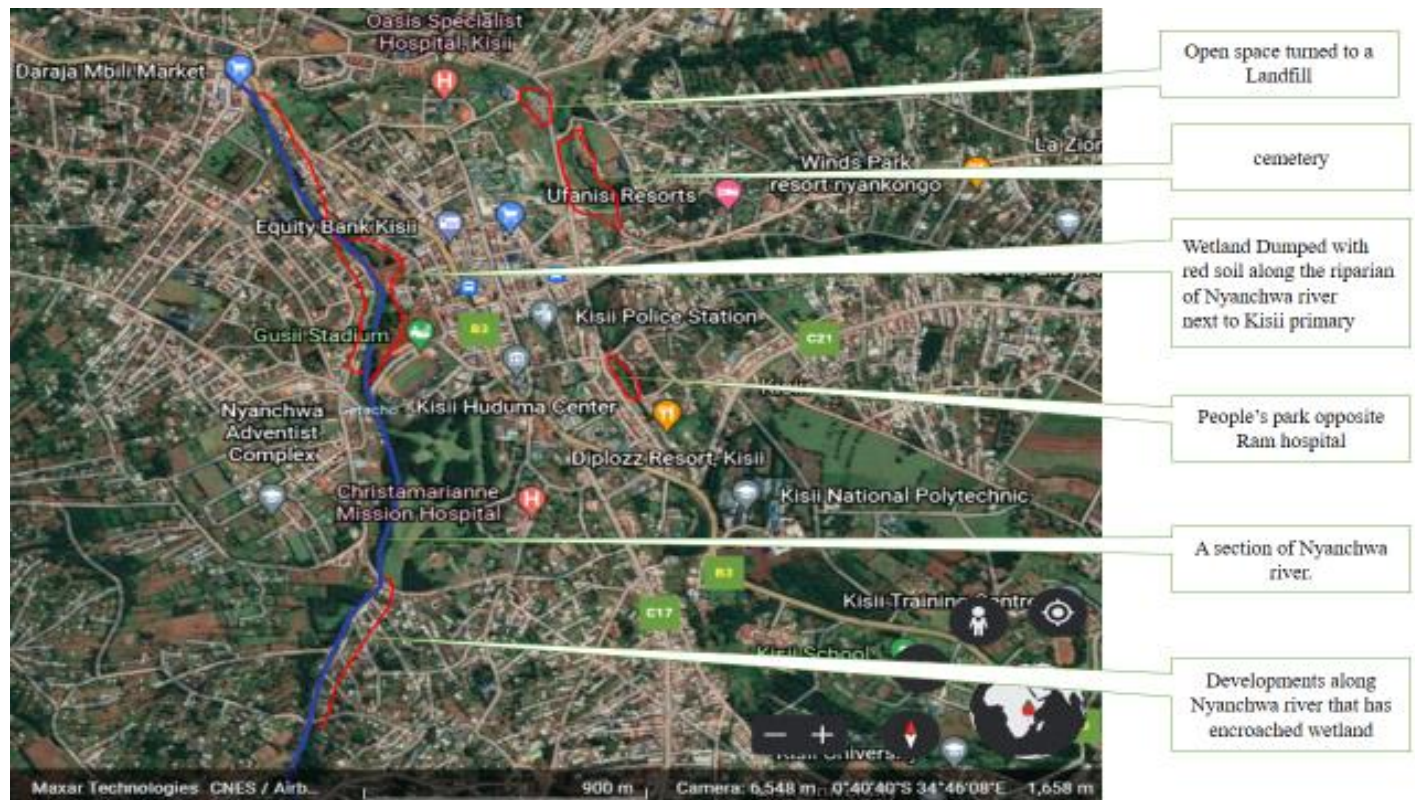 Oasis Specialist
Hospital, Kisii
Daraja Mbili Market
La Zior
Winds Park
resort nyankongo
Ufanisi Resorts
Equity Bank Kisii
Kisii Police Station
Gusii Stadium
B3
C21
Nyanchwa
Adventist
Complex
Kisii Huduma Center
Diplozz Resort, Kisii
Christamarianne
Mission Hospital
Kisii National Polytechnic
B3
C17
Kisii Training Centre
Kisii School
Kisii Univers
Maxar Technologies CNES / Airb...
900 m
Camera: 6,548 m 0°40'40"S 34°46'08"E 1,658 m
Open space turned to a
Landfill
cemetery
Wetland Dumped with
red soil along the riparian
of Nyanchwa river
next to Kisii primary
People's park opposite
Ram hospital
A section of Nyanchwa
river.
Developments along
Nyanchwa river that has
encroached wetland